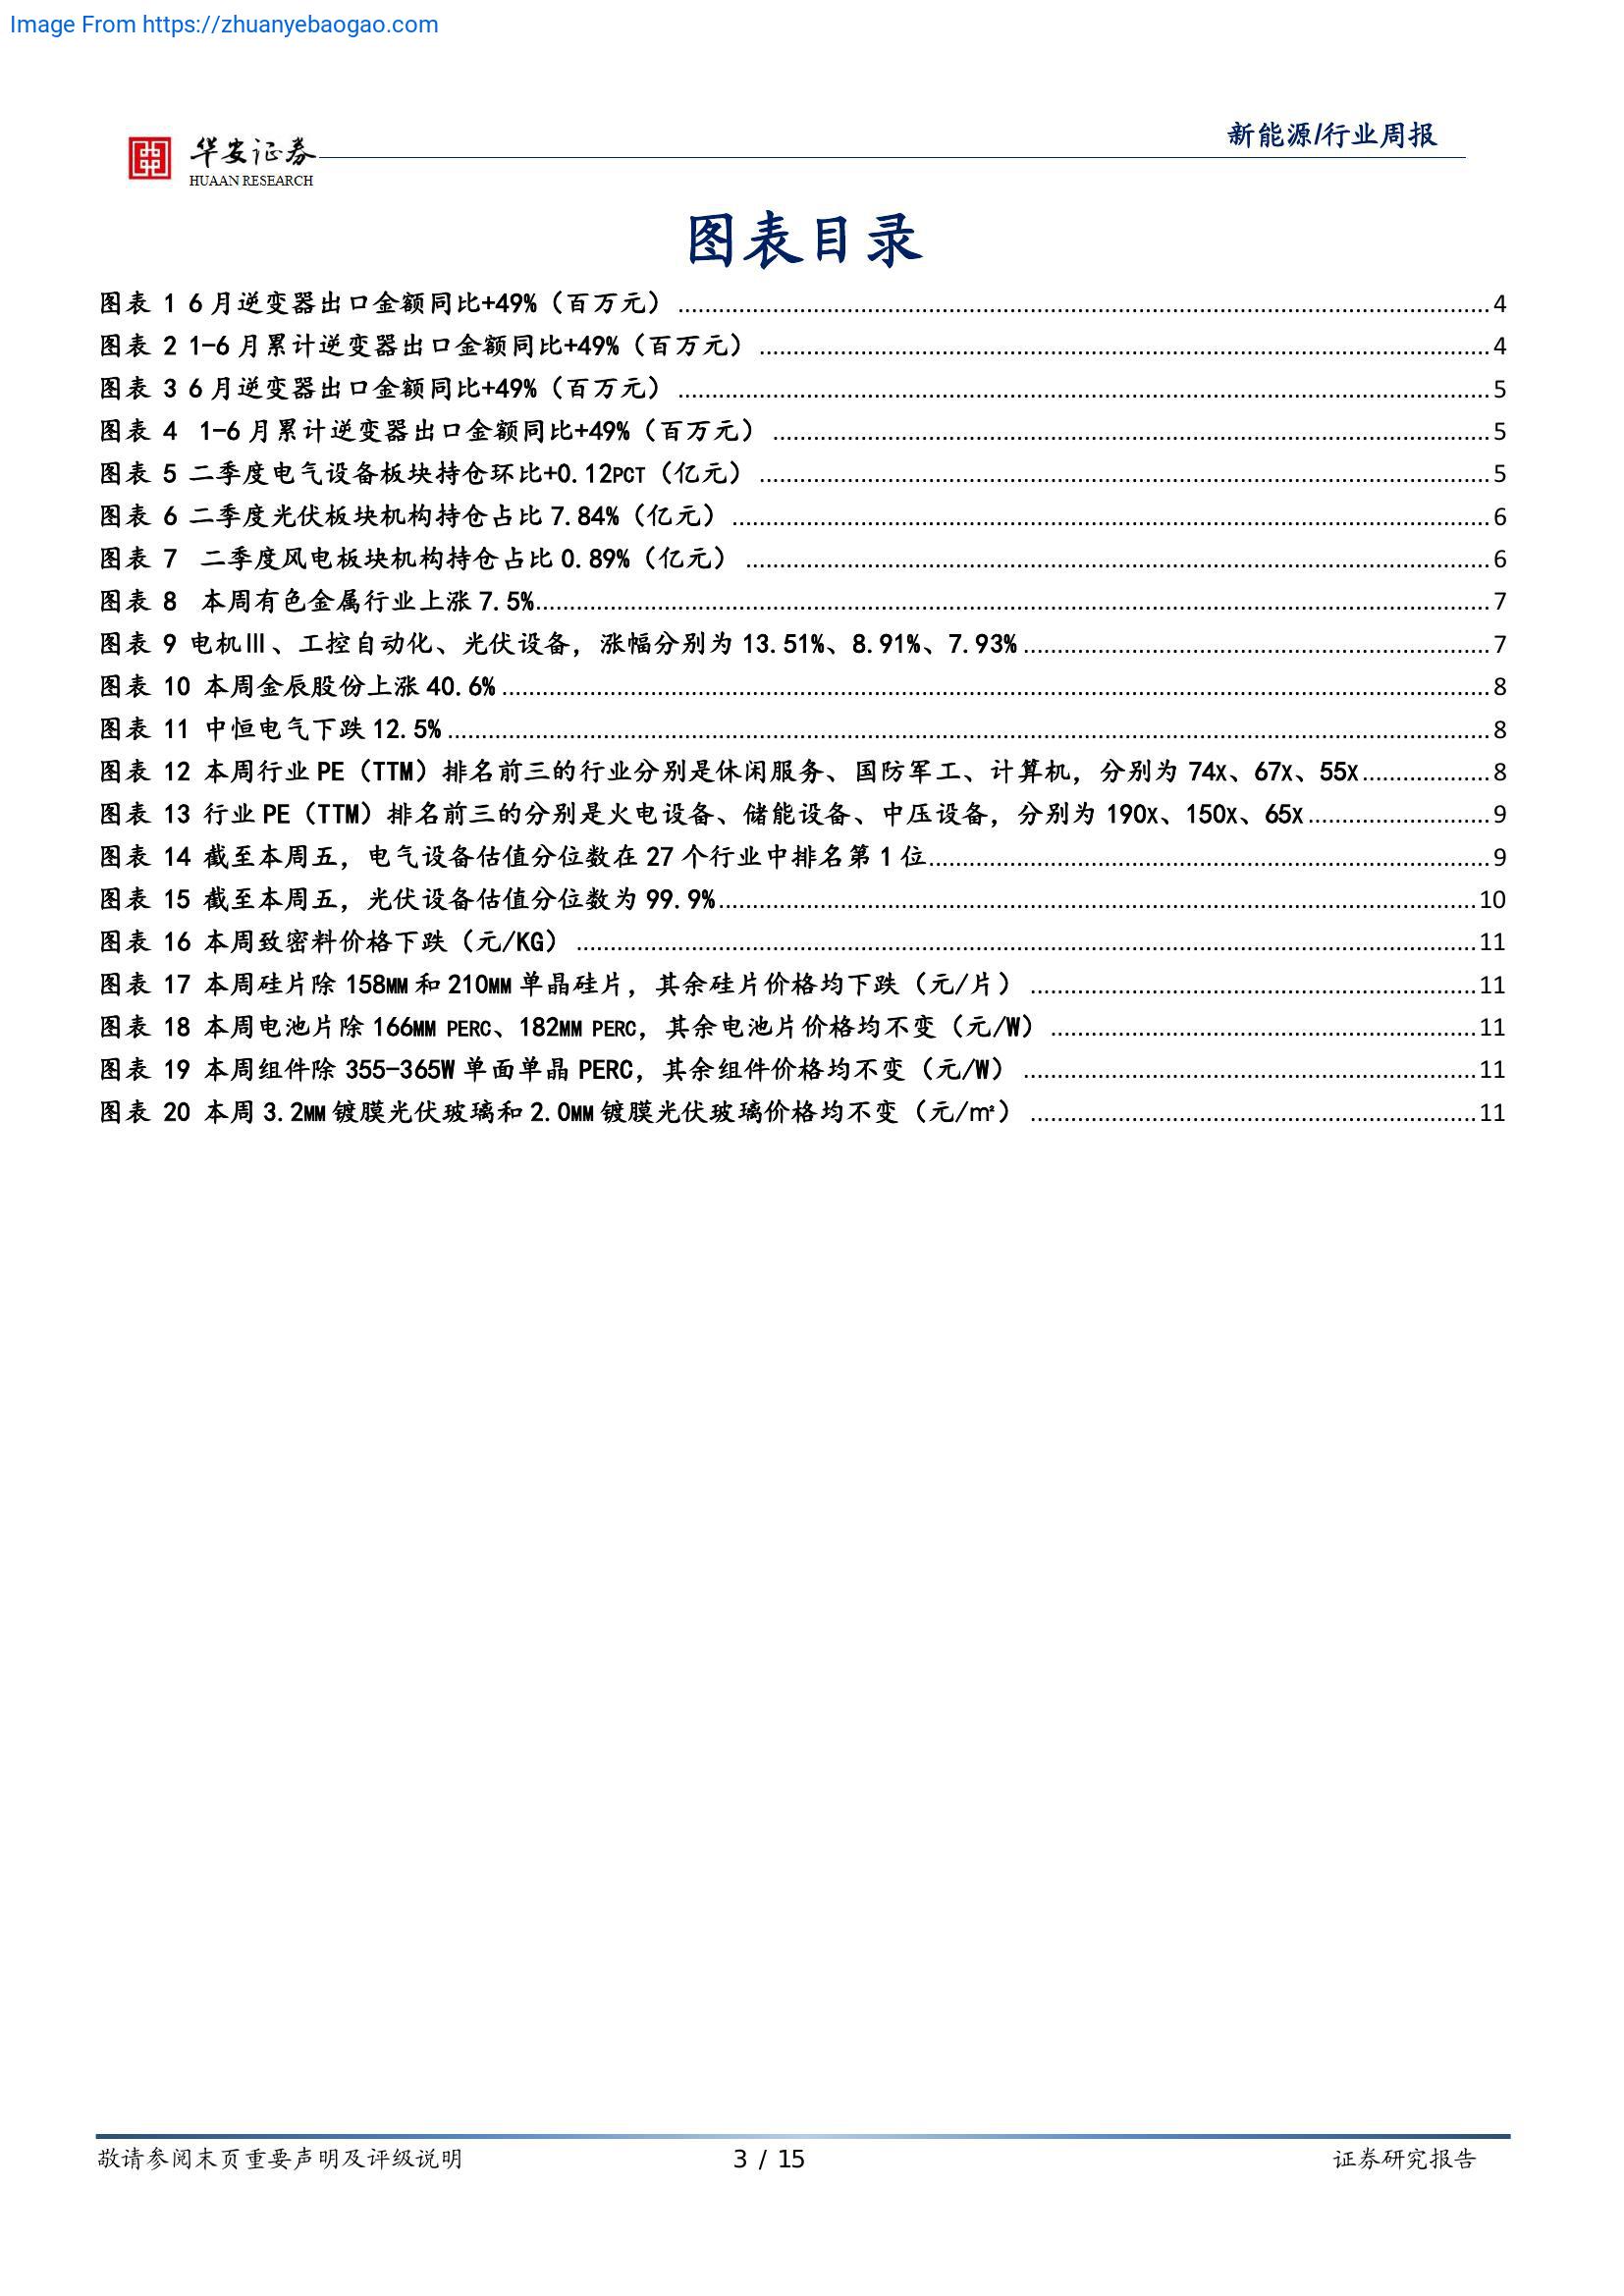 Image From https://zhuanyebaogao.com
新能源/行业周报
华安证券
HUAAN RESEARCH
图表目录
图表 1 6 月逆变器出口金额同比+49%（百万元） 4
图表 2 1-6 月累计逆变器出口金额同比+49%（百万元） 4
图表 3 6 月逆变器出口金额同比+49%（百万元） 5
图表 4 1-6 月累计逆变器出口金额同比+49%（百万元） 5
图表 5 二季度电气设备板块持仓环比+0.12PCT（亿元） 5
图表 6 二季度光伏板块机构持仓占比 7.84%（亿元） 6
图表 7 二季度风电板块机构持仓占比 0.89%（亿元） 6
图表 8 本周有色金属行业上涨 7.5% 7
图表 9 电机Ⅲ、工控自动化、光伏设备，涨幅分别为 13.51%、8.91%、7.93% 7
图表 10 本周金辰股份上涨 40.6% 8
图表 11 中恒电气下跌 12.5% 8
图表 12 本周行业 PE（TTM）排名前三的行业分别是休闲服务、国防军工、计算机，分别为 74X、67X、55X 8
图表 13 行业 PE（TTM）排名前三的分别是火电设备、储能设备、中压设备，分别为 190X、150X、65X 9
图表 14 截至本周五，电气设备估值分位数在 27 个行业中排名第 1 位 9
图表 15 截至本周五，光伏设备估值分位数为 99.9% 10
图表 16 本周致密料价格下跌（元/KG） 11
图表 17 本周硅片除 158MM 和 210MM 单晶硅片，其余硅片价格均下跌（元/片） 11
图表 18 本周电池片除 166MM PERC、182MM PERC，其余电池片价格均不变（元/W） 11
图表 19 本周组件除 355-365W 单面单晶 PERC，其余组件价格均不变（元/W） 11
图表 20 本周 3.2MM 镀膜光伏玻璃和 2.0MM 镀膜光伏玻璃价格均不变（元/㎡） 11
敬请参阅末页重要声明及评级说明
3 / 15
证券研究报告